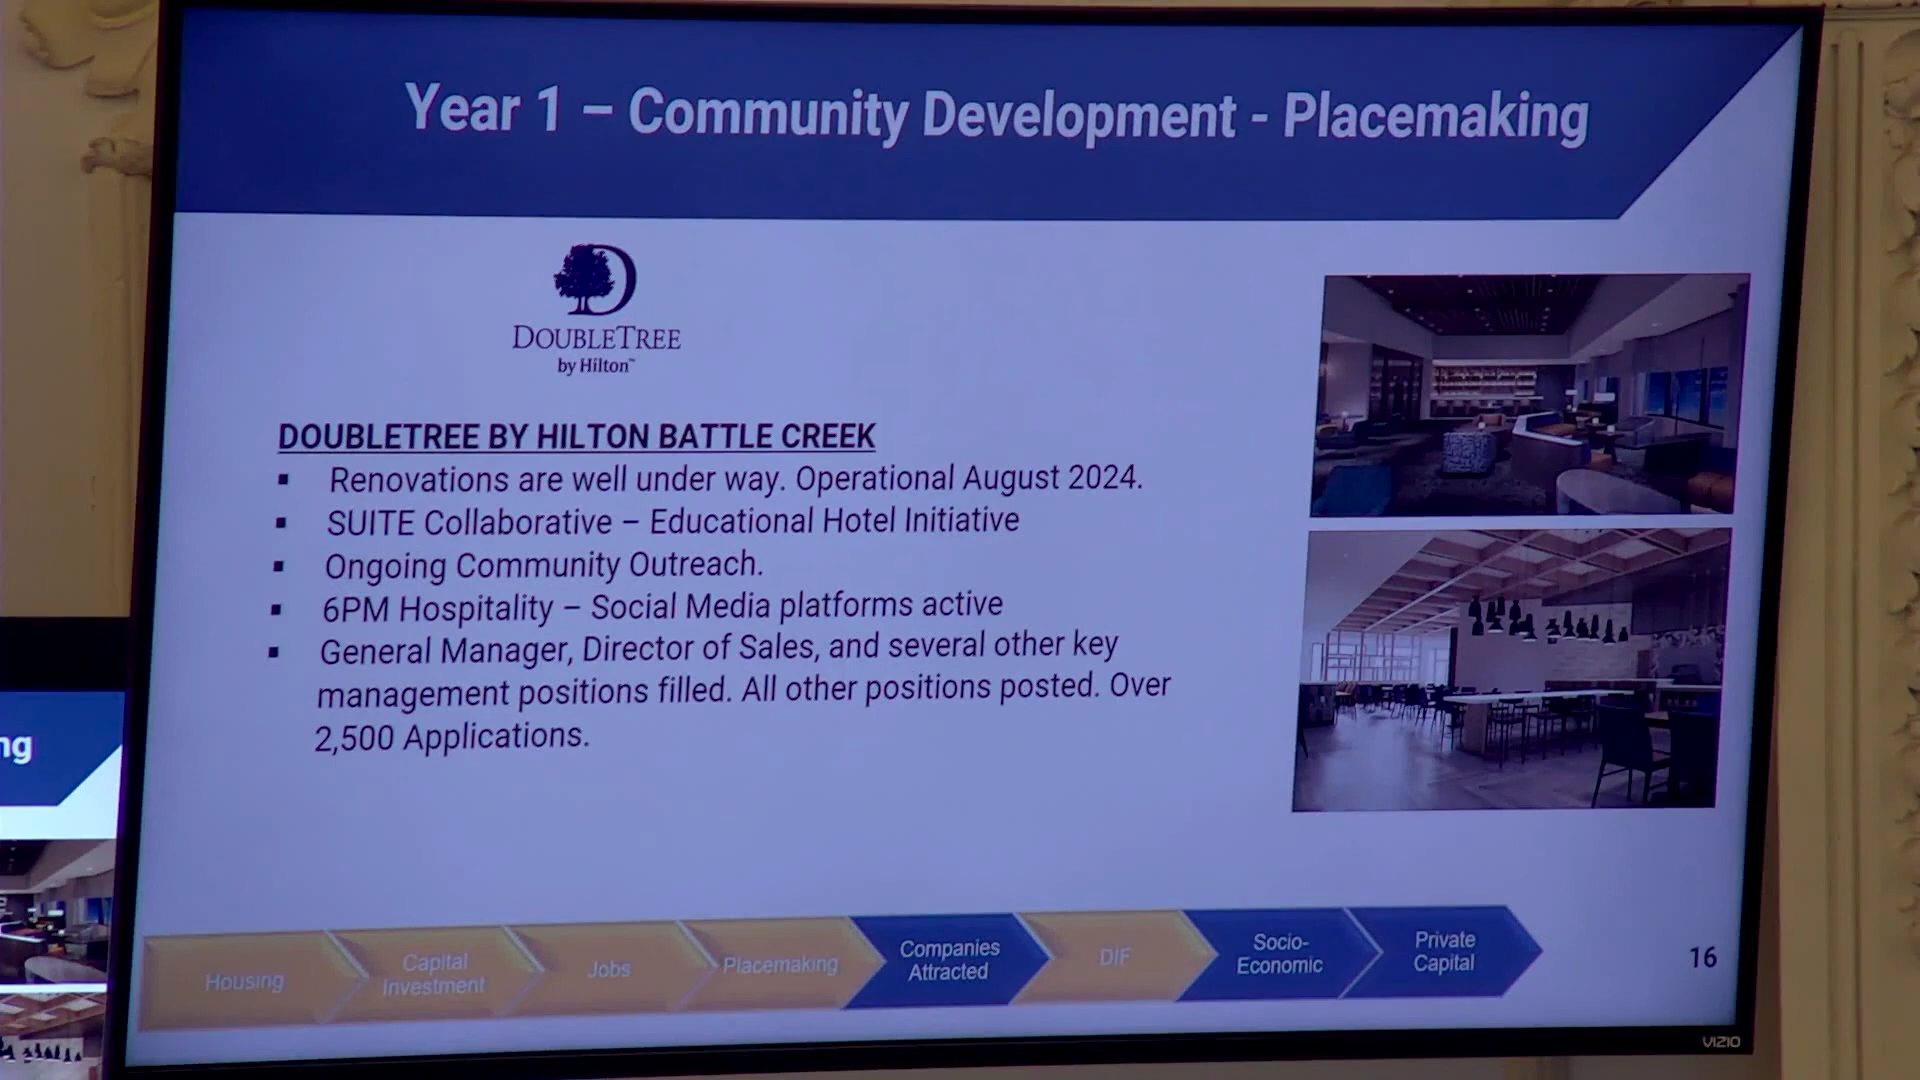 Year 1 – Community Development - Placemaking
DOUBLETREE
by Hilton™
DOUBLETREE BY HILTON BATTLE CREEK
▪ Renovations are well under way. Operational August 2024.
▪ SUITE Collaborative – Educational Hotel Initiative
▪ Ongoing Community Outreach.
▪ 6PM Hospitality – Social Media platforms active
▪ General Manager, Director of Sales, and several other key
management positions filled. All other positions posted. Over
2,500 Applications.
ng
Housing
Capital
Investment
Jobs
Placemaking
Companies
Attracted
DIF
Socio-
Economic
Private
Capital
16
VIZIO